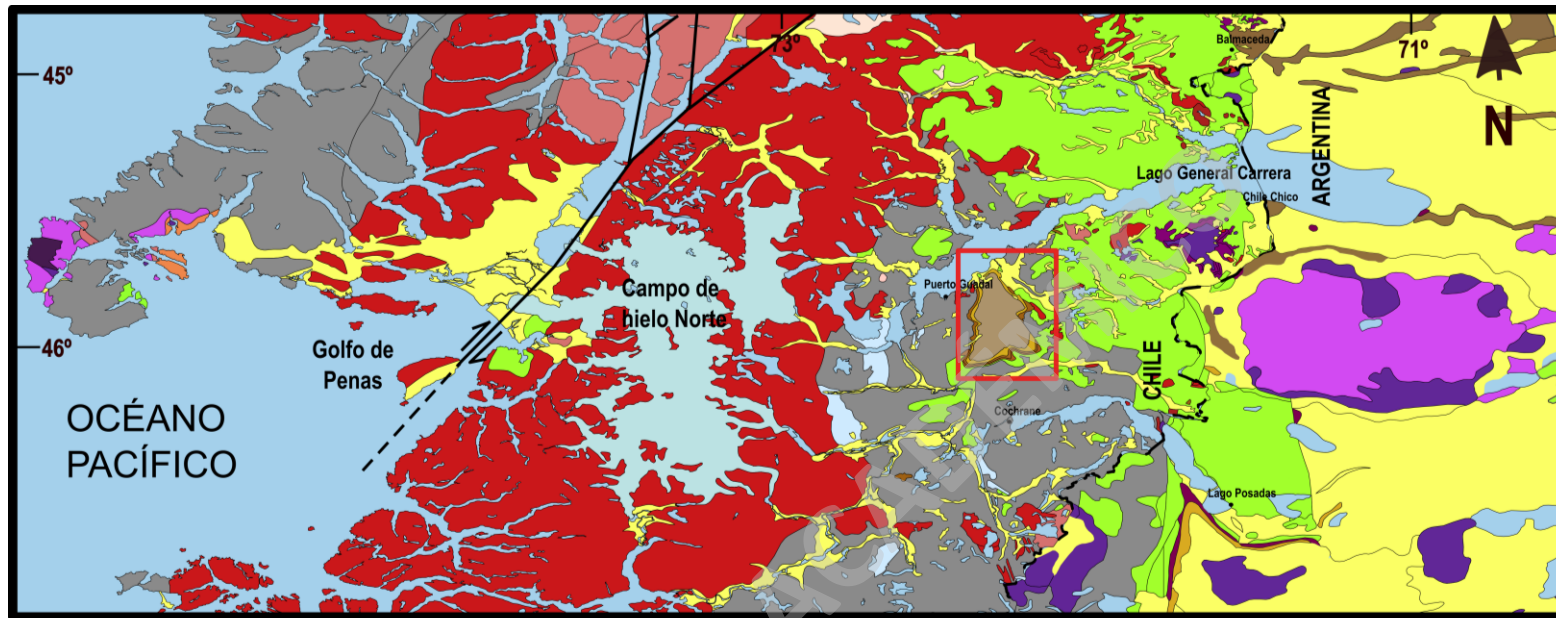 73º
71º
Balmaceda
45º
N
ARGENTINA
Lago General Carrera
Chile Chico
Puerto Guadal
Campo de
hielo Norte
46º
Golfo de
Penas
CHILE
OCÉANO
PACÍFICO
Cochrane
Lago Posadas